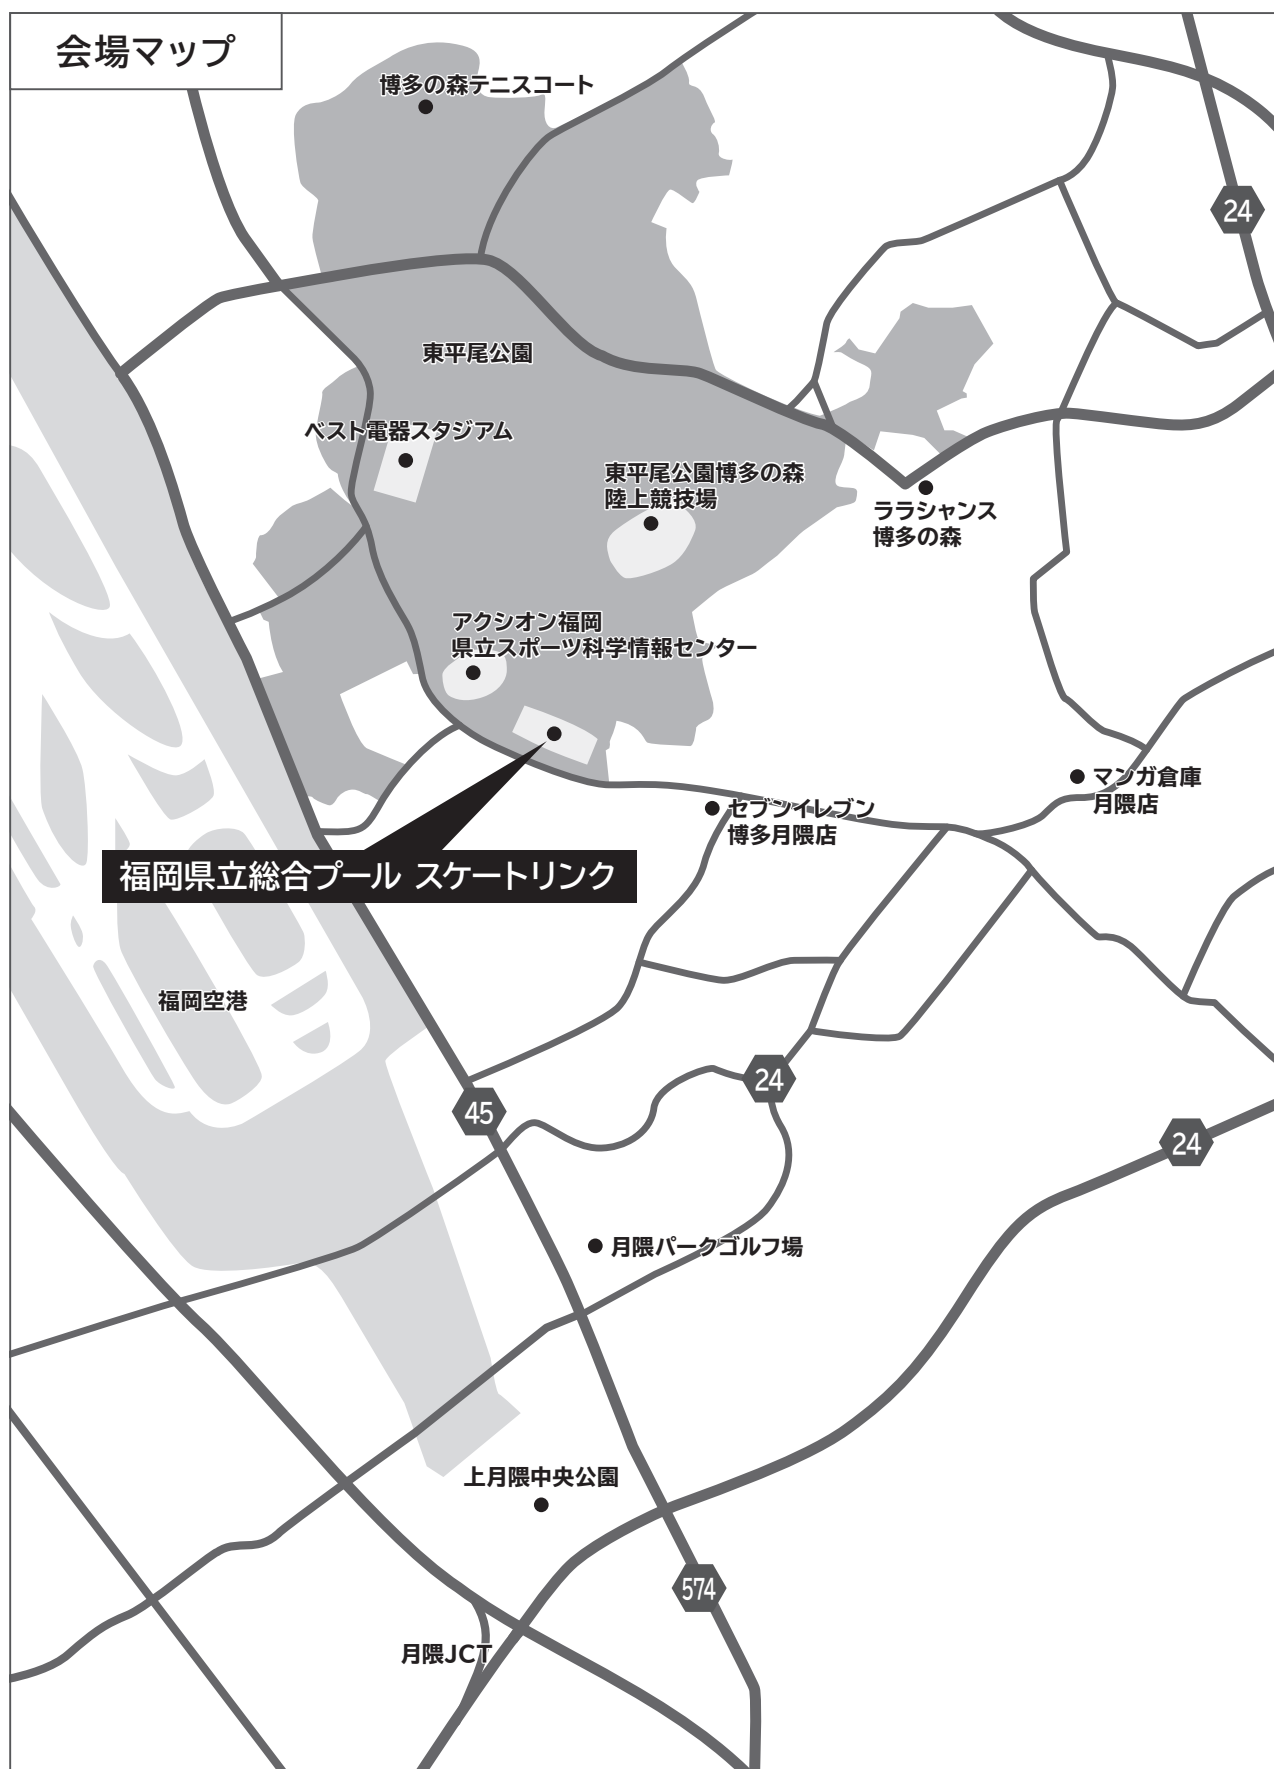 会場マップ
博多の森テニスコート
24
東平尾公園
ベスト電器スタジアム
東平尾公園博多の森
陸上競技場
ララシャンス
博多の森
アクシオン福岡
県立スポーツ科学情報センター
マンガ倉庫
月隈店
セブンイレブン
博多月隈店
福岡県立総合プール スケートリンク
福岡空港
24
45
24
月隈パークゴルフ場
上月隈中央公園
574
月隈JCT